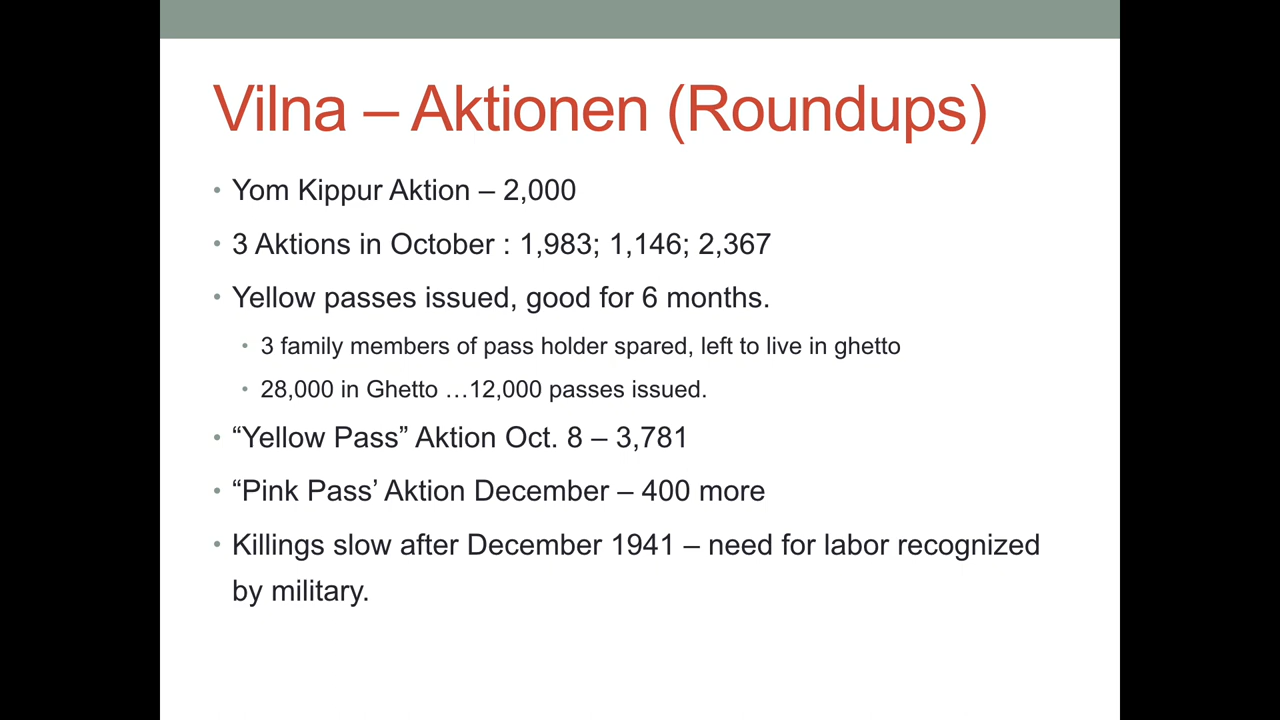 Vilna – Aktionen (Roundups)
• Yom Kippur Aktion – 2,000
• 3 Aktions in October : 1,983; 1,146; 2,367
• Yellow passes issued, good for 6 months.
• 3 family members of pass holder spared, left to live in ghetto
• 28,000 in Ghetto …12,000 passes issued.
• “Yellow Pass” Aktion Oct. 8 – 3,781
• “Pink Pass’ Aktion December – 400 more
• Killings slow after December 1941 – need for labor recognized
by military.